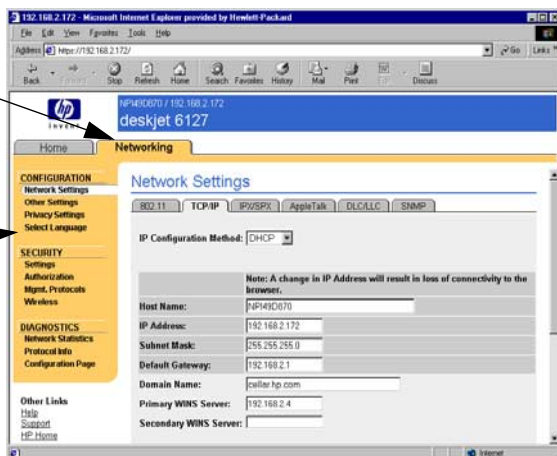 192.168.2.172 - Microsoft Internet Explorer provided by Hewlett-Packard
File Edit View Favorites Tools Help
Address https://192.168.2.172/ Go Links
Back Forward Stop Refresh Home Search Favorites History Mail Print Edit Discuss
hp
invent
NPI49D870 / 192.168.2.172
deskjet 6127
Home Networking
CONFIGURATION
Network Settings
Other Settings
Privacy Settings
Select Language
SECURITY
Settings
Authorization
Mgmt. Protocols
Wireless
DIAGNOSTICS
Network Statistics
Protocol Info
Configuration Page
Other Links
Help
Support
HP Home
Network Settings
802.11 TCP/IP IPX/SPX AppleTalk DLC/LLC SNMP
IP Configuration Method: DHCP
Note: A change in IP Address will result in loss of connectivity to the
browser.
Host Name: NPI49D870
IP Address: 192.168.2.172
Subnet Mask: 255.255.255.0
Default Gateway: 192.168.2.1
Domain Name: cellar.hp.com
Primary WINS Server: 192.168.2.4
Secondary WINS Server:
Internet